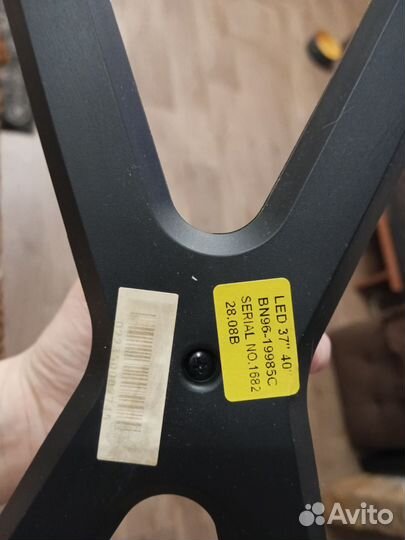 LED 37" 40"
BN96-19985C
SERIAL NO.1682
28.08B
Avito